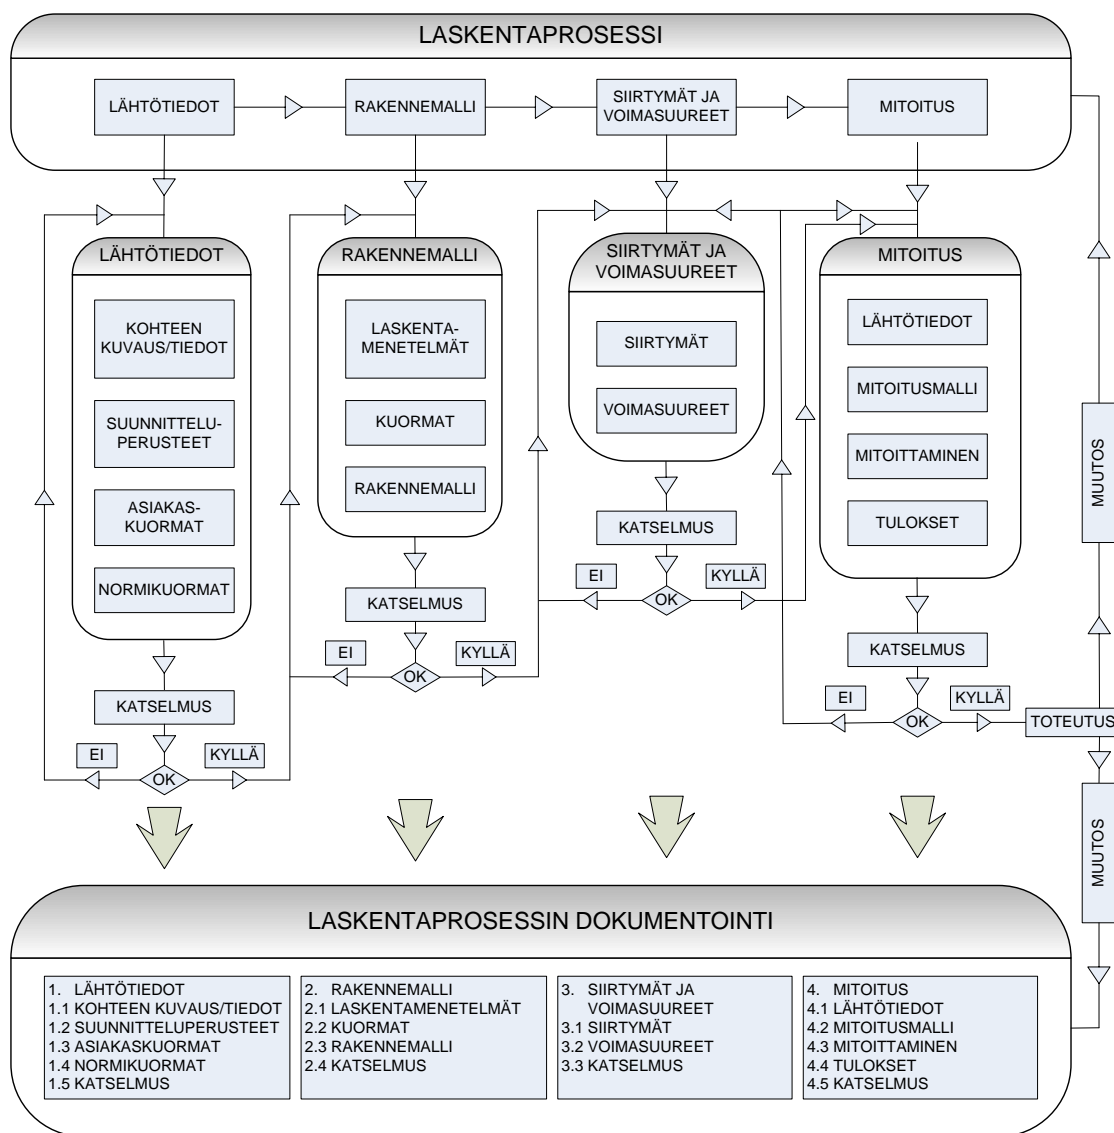 LASKENTAPROSESSI
LÄHTÖTIEDOT
RAKENNEMALLI
SIIRTYMÄT JA
VOIMASUUREET
MITOITUS
LÄHTÖTIEDOT
KOHTEEN
KUVAUS/TIEDOT
SUUNNITTELU-
PERUSTEET
ASIAKAS-
KUORMAT
NORMIKUORMAT
KATSELMUS
EI
OK
KYLLÄ
RAKENNEMALLI
LASKENTA-
MENETELMÄT
KUORMAT
RAKENNEMALLI
KATSELMUS
EI
OK
KYLLÄ
SIIRTYMÄT JA
VOIMASUUREET
SIIRTYMÄT
VOIMASUUREET
KATSELMUS
EI
OK
KYLLÄ
MITOITUS
LÄHTÖTIEDOT
MITOITUSMALLI
MITOITTAMINEN
TULOKSET
KATSELMUS
EI
OK
KYLLÄ
TOTEUTUS
MUUTOS
MUUTOS
LASKENTAPROSESSIN DOKUMENTOINTI
1. LÄHTÖTIEDOT
1.1 KOHTEEN KUVAUS/TIEDOT
1.2 SUUNNITTELUPERUSTEET
1.3 ASIAKASKUORMAT
1.4 NORMIKUORMAT
1.5 KATSELMUS
2. RAKENNEMALLI
2.1 LASKENTAMENETELMÄT
2.2 KUORMAT
2.3 RAKENNEMALLI
2.4 KATSELMUS
3. SIIRTYMÄT JA
VOIMASUUREET
3.1 SIIRTYMÄT
3.2 VOIMASUUREET
3.3 KATSELMUS
4. MITOITUS
4.1 LÄHTÖTIEDOT
4.2 MITOITUSMALLI
4.3 MITOITTAMINEN
4.4 TULOKSET
4.5 KATSELMUS